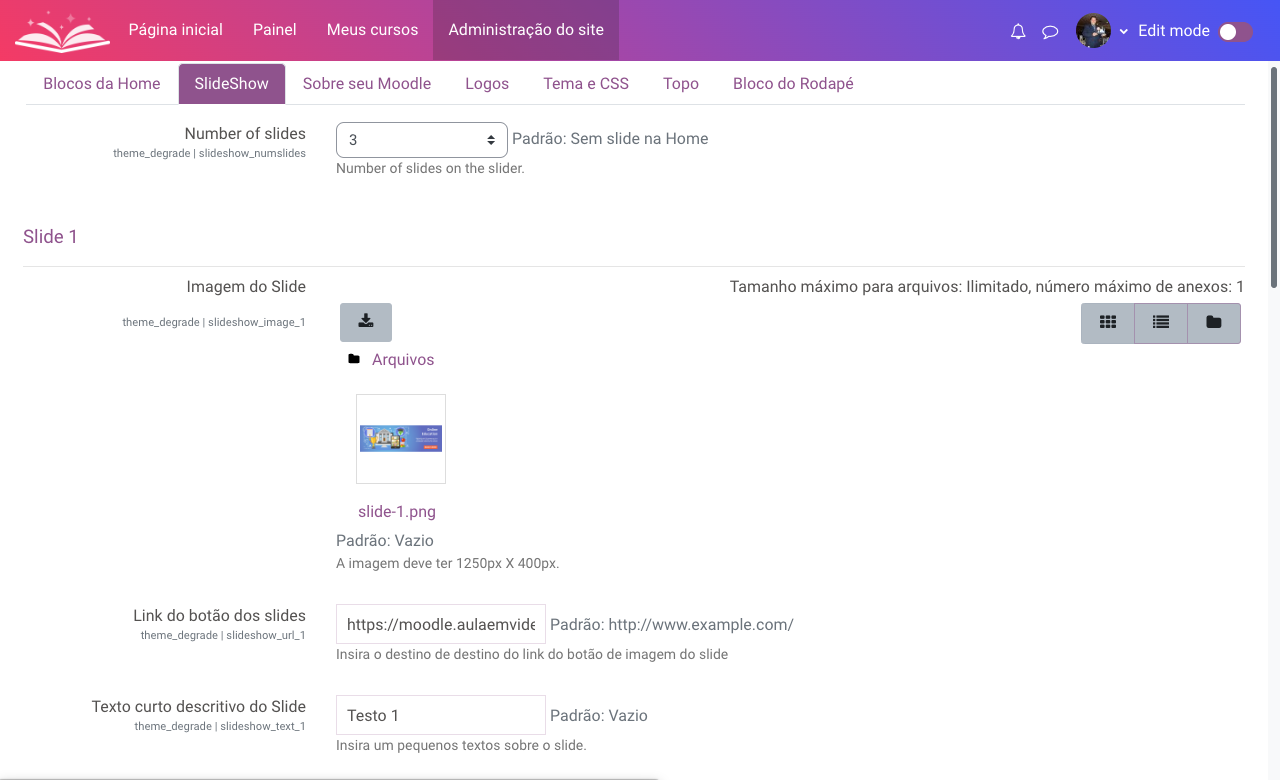 Página inicial Painel Meus cursos Administração do site Edit mode
Blocos da Home SlideShow Sobre seu Moodle Logos Tema e CSS Topo Bloco do Rodapé
Number of slides 3 Padrão: Sem slide na Home
theme_degrade | slideshow_numslides
Number of slides on the slider.
Slide 1
Imagem do Slide Tamanho máximo para arquivos: Ilimitado, número máximo de anexos: 1
theme_degrade | slideshow_image_1
Arquivos
slide-1.png
Padrão: Vazio
A imagem deve ter 1250px X 400px.
Link do botão dos slides https://moodle.aulaemvide Padrão: http://www.example.com/
theme_degrade | slideshow_url_1
Insira o destino de destino do link do botão de imagem do slide
Texto curto descritivo do Slide Testo 1 Padrão: Vazio
theme_degrade | slideshow_text_1
Insira um pequenos textos sobre o slide.